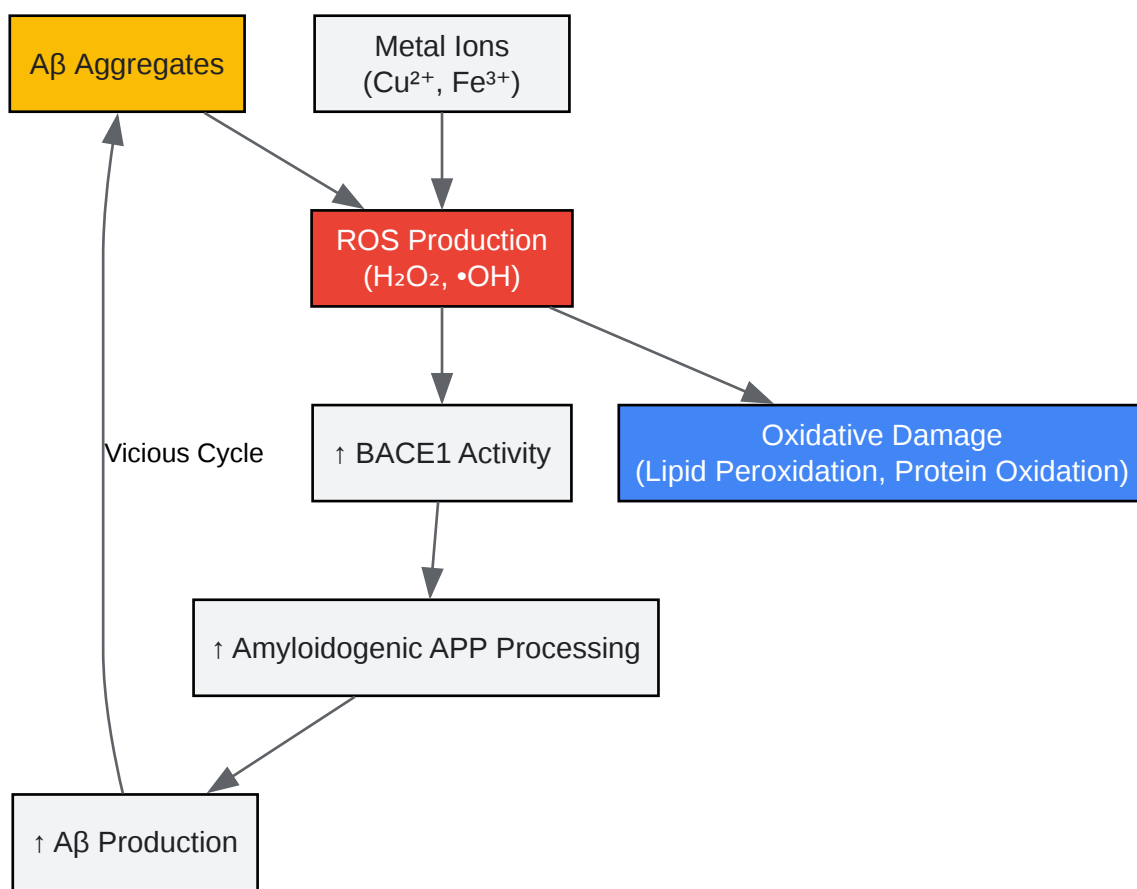 Aβ Aggregates
Metal Ions
(Cu²⁺, Fe³⁺)
ROS Production
(H₂O₂, •OH)
↑ BACE1 Activity
Oxidative Damage
(Lipid Peroxidation, Protein Oxidation)
Vicious Cycle
↑ Amyloidogenic APP Processing
↑ Aβ Production